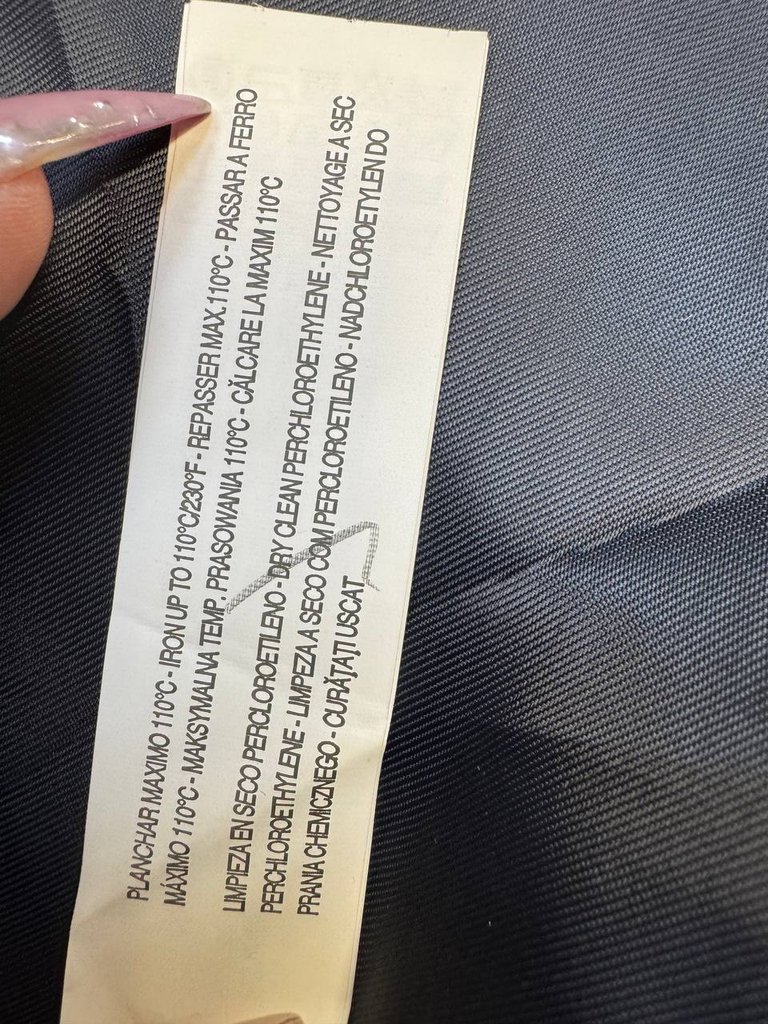 PLANCHAR MAXIMO 110°C - IRON UP TO 110°C/230°F - REPASSER MAX.110°C - PASSAR A FERRO
MÁXIMO 110°C - MAKSYMALNA TEMP. PRASOWANIA 110°C - CĂLCARE LA MAXIM 110°C
LIMPIEZA EN SECO PERCLOROETILENO - DRY CLEAN PERCHLOROETHYLENE - NETTOYAGE A SEC
PERCHLOROETHYLENE - LIMPEZA A SECO COM PERCLOROETILENO - NADCHLOROETYLEN DO
PRANIA CHEMICZNEGO - CURĂŢAŢI USCAT